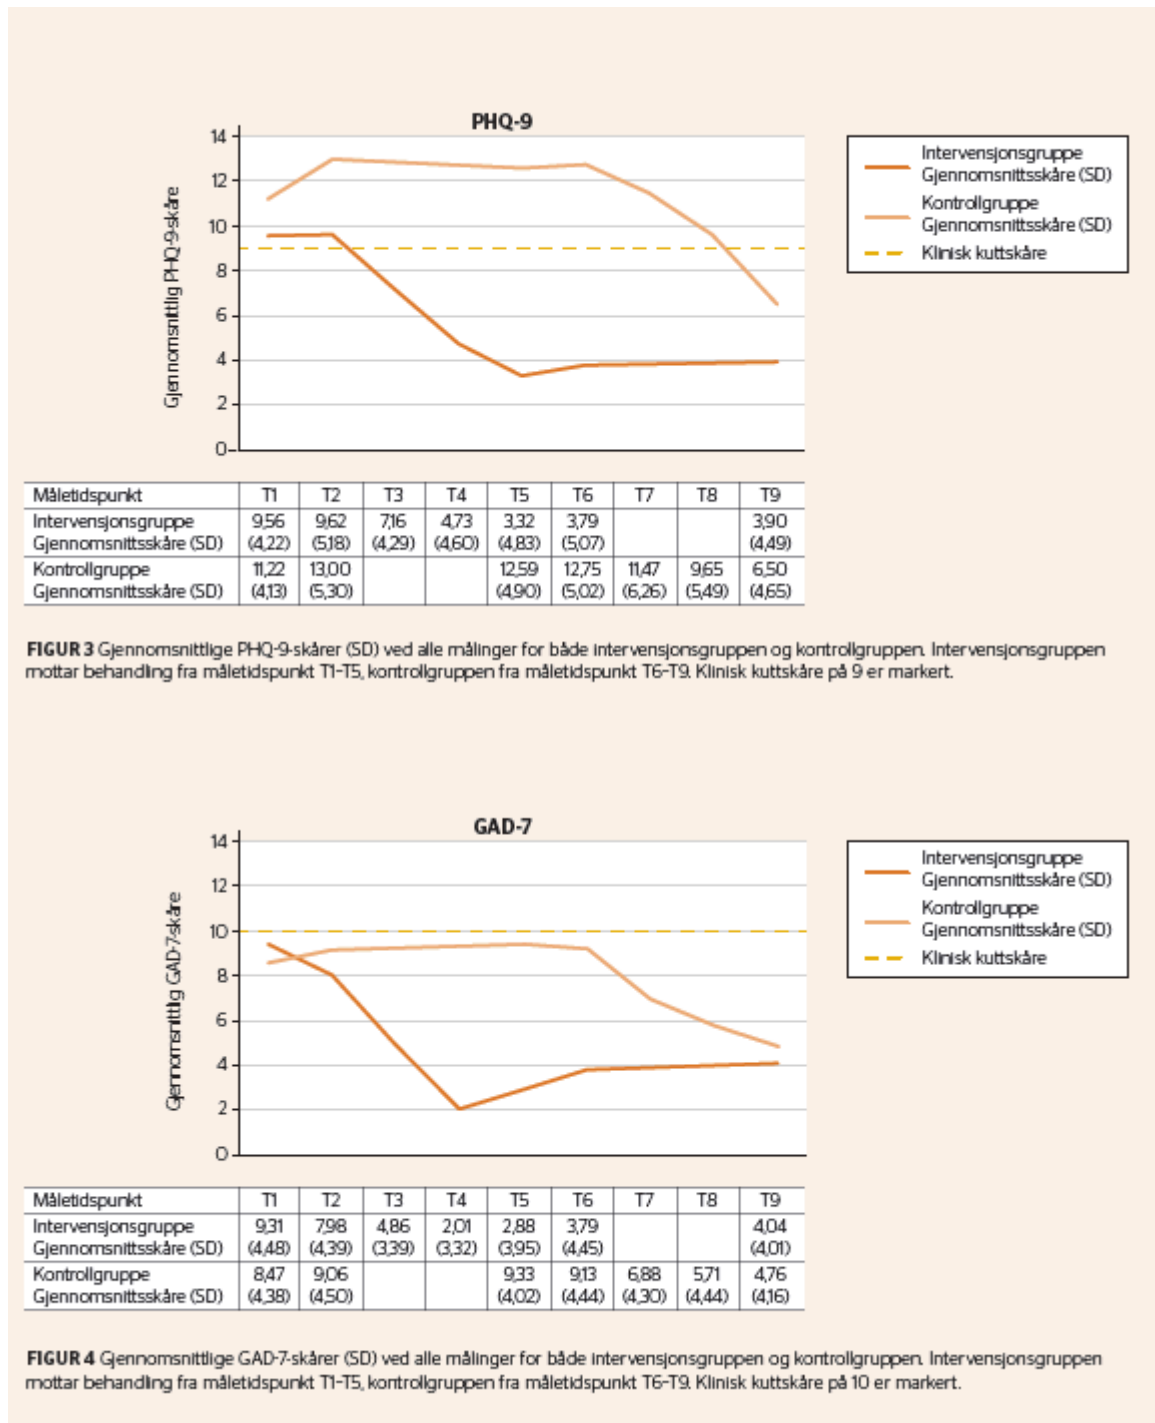 PHQ-9
14
12
10
8
6
4
2
0
Gjennomsnittlig PHQ-9-skåre
Intervensjonsgruppe
Gjennomsnittsskåre (SD)
Kontrollgruppe
Gjennomsnittsskåre (SD)
Klinisk kuttskåre
Måletidspunkt T1 T2 T3 T4 T5 T6 T7 T8 T9
Intervensjonsgruppe 9,56 9,62 7,16 4,73 3,32 3,79 3,90
Gjennomsnittsskåre (SD) (4,22) (5,18) (4,29) (4,60) (4,83) (5,07) (4,49)
Kontrollgruppe 11,22 13,00 12,59 12,75 11,47 9,65 6,50
Gjennomsnittsskåre (SD) (4,13) (5,30) (4,90) (5,02) (6,26) (5,49) (4,65)
FIGUR 3 Gjennomsnittlige PHQ-9-skårer (SD) ved alle målinger for både intervensjonsgruppen og kontrollgruppen. Intervensjonsgruppen
mottar behandling fra måletidspunkt T1-T5, kontrollgruppen fra måletidspunkt T6-T9. Klinisk kuttskåre på 9 er markert.
GAD-7
14
12
10
8
6
4
2
0
Gjennomsnittlig GAD-7-skåre
Intervensjonsgruppe
Gjennomsnittsskåre (SD)
Kontrollgruppe
Gjennomsnittsskåre (SD)
Klinisk kuttskåre
Måletidspunkt T1 T2 T3 T4 T5 T6 T7 T8 T9
Intervensjonsgruppe 9,31 7,98 4,86 2,01 2,88 3,79 4,04
Gjennomsnittsskåre (SD) (4,48) (4,39) (3,39) (3,32) (3,95) (4,45) (4,01)
Kontrollgruppe 8,47 9,06 9,33 9,13 6,88 5,71 4,76
Gjennomsnittsskåre (SD) (4,38) (4,50) (4,02) (4,44) (4,30) (4,44) (4,16)
FIGUR 4 Gjennomsnittlige GAD-7-skårer (SD) ved alle målinger for både intervensjonsgruppen og kontrollgruppen. Intervensjonsgruppen
mottar behandling fra måletidspunkt T1-T5, kontrollgruppen fra måletidspunkt T6-T9. Klinisk kuttskåre på 10 er markert.